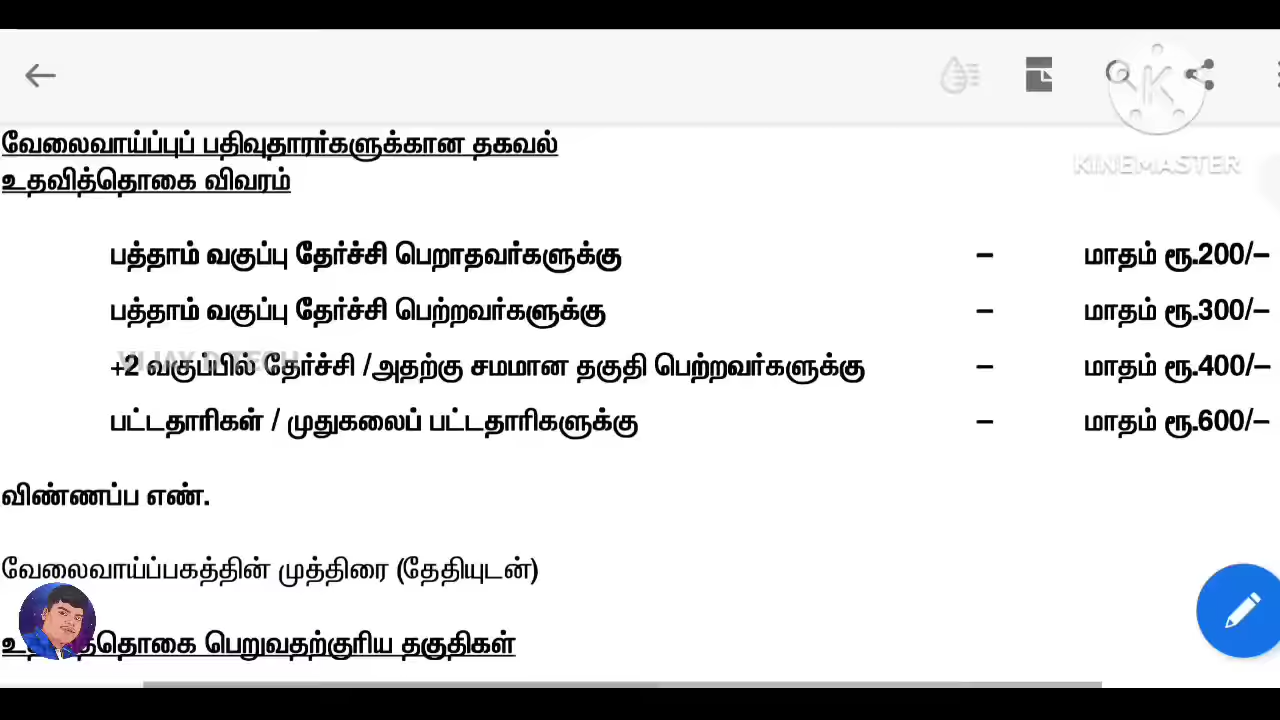 KINEMASTER
வேலைவாய்ப்புப் பதிவுதாரர்களுக்கான தகவல்
உதவித்தொகை விவரம்
பத்தாம் வகுப்பு தேர்ச்சி பெறாதவர்களுக்கு – மாதம் ரூ.200/–
பத்தாம் வகுப்பு தேர்ச்சி பெற்றவர்களுக்கு – மாதம் ரூ.300/–
VIJAY D TECH
+2 வகுப்பில் தேர்ச்சி /அதற்கு சமமான தகுதி பெற்றவர்களுக்கு – மாதம் ரூ.400/–
பட்டதாரிகள் / முதுகலைப் பட்டதாரிகளுக்கு – மாதம் ரூ.600/–
விண்ணப்ப எண்.
வேலைவாய்ப்பகத்தின் முத்திரை (தேதியுடன்)
பெறுவதற்குரிய தகுதிகள்